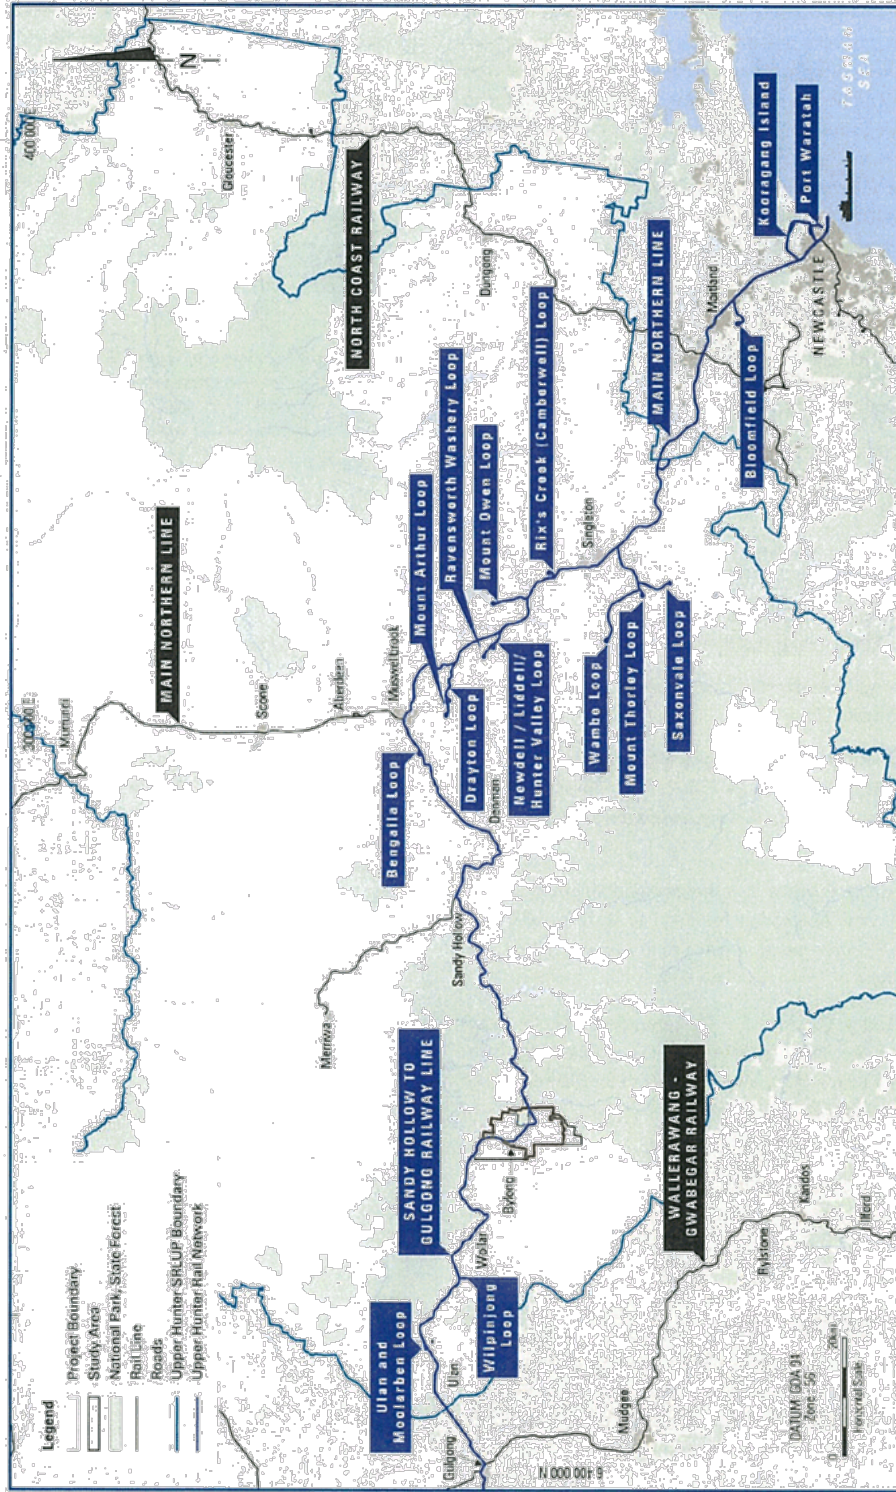 Legend
Project Boundary
Study Area
National Park, State Forest
Rail Line
Roads
Upper Hunter SRLUP Boundary
Upper Hunter Rail Network
300 000 E
400 000 E
N
Murrurundi
MAIN NORTHERN LINE
Scone
Aberdeen
Muswellbrook
Gloucester
NORTH COAST RAILWAY
Dungong
Merriwa
Sandy Hollow
Bengalla Loop
Mount Arthur Loop
Ravensworth Washery Loop
Mount Owen Loop
Rix's Creek (Camberwell) Loop
Drayton Loop
Denman
Newdell / Liddell/
Hunter Valley Loop
Singleton
Wambo Loop
Mount Thorley Loop
Saxonvale Loop
MAIN NORTHERN LINE
Maitland
Bloomfield Loop
NEWCASTLE
Kooragang Island
Port Waratah
TASMAN
SEA
SANDY HOLLOW TO
GULGONG RAILWAY LINE
Ulan and
Moolarben Loop
Wilpinjong
Loop
Gulgong
Ulan
Wollar
Bylong
WALLERAWANG -
GWABEGAR RAILWAY
Mudgee
Rylstone
Kandos
Ilford
6 400 000 N
DATUM GDA 94
Zone 56
0
20km
Horizontal Scale